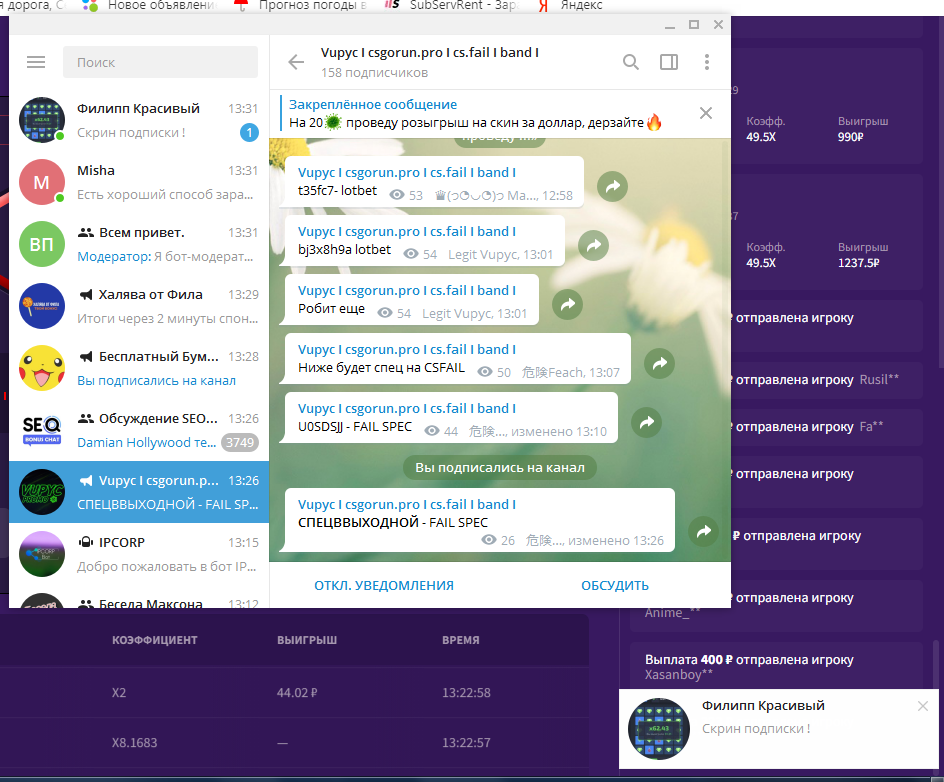 я дорога, С
Новое объявлени
Прогноз погоды в
SubServRent - Зар
Яндекс
Поиск
Филипп Красивый 13:31
Скрин подписки ! 1
M
Misha 13:31
Есть хороший способ зара...
ВП
Всем привет. 13:31
Модератор: Я бот-модерат...
Халява от Фила 13:29
Итоги через 2 минуты спон...
Бесплатный Бум... 13:28
Вы подписались на канал
SEQ
BONUS CHAT
Обсуждение SEO... 13:26
Damian Hollywood те... 3749
Vupyc I csgorun.p... 13:26
СПЕЦВВЫХОДНОЙ - FAIL SP...
IPCORP 13:15
Добро пожаловать в бот IP...
Беседа Максона 13:12
Vupyc I csgorun.pro I cs.fail I band I
158 подписчиков
Закреплённое сообщение
На 20🦠 проведу розыгрыш на скин за доллар, дерзайте🔥
Vupyc I csgorun.pro I cs.fail I band I
t35fc7- lotbet 53 ♕(ɔ◔◡◔)ɔ Ma..., 12:58
Vupyc I csgorun.pro I cs.fail I band I
bj3x8h9a lotbet 54 Legit Vupyc, 13:01
Vupyc I csgorun.pro I cs.fail I band I
Робит еще 54 Legit Vupyc, 13:01
Vupyc I csgorun.pro I cs.fail I band I
Ниже будет спец на CSFAIL 50 危険Feach, 13:07
Vupyc I csgorun.pro I cs.fail I band I
U0SDSJJ - FAIL SPEC 44 危険..., изменено 13:10
Вы подписались на канал
Vupyc I csgorun.pro I cs.fail I band I
СПЕЦВВЫХОДНОЙ - FAIL SPEC
26 危険..., изменено 13:26
ОТКЛ. УВЕДОМЛЕНИЯ ОБСУДИТЬ
Коэфф. Выигрыш
49.5X 990₽
Коэфф. Выигрыш
49.5X 1237.5₽
₽ отправлена игроку
₽ отправлена игроку Rusil**
₽ отправлена игроку Fa**
₽ отправлена игроку
₽ отправлена игроку
₽ отправлена игроку
Anime_**
Выплата 400 ₽ отправлена игроку
Xasanboy**
КОЭФФИЦИЕНТ ВЫИГРЫШ ВРЕМЯ
X2 44.02 ₽ 13:22:58
X8.1683 — 13:22:57
x62.43
Филипп Красивый
Скрин подписки !